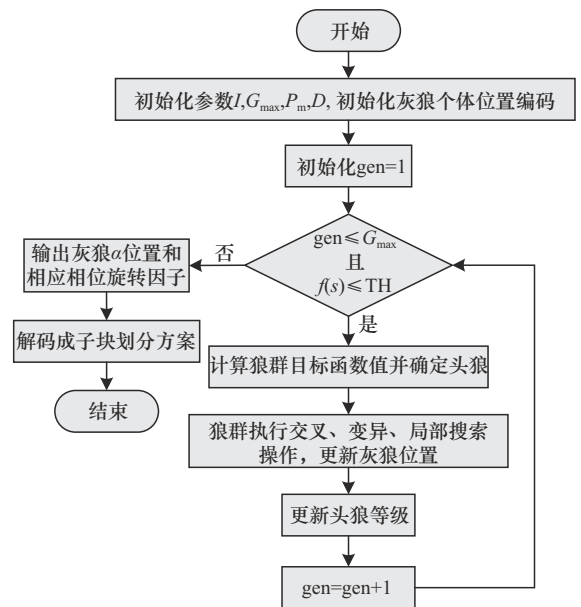 开始
初始化参数I,Gmax,Pm,D, 初始化灰狼个体位置编码
初始化gen=1
gen≤Gmax
且
f(s)≤TH
否
输出灰狼α位置和
相应相位旋转因子
解码成子块划分方案
结束
是
计算狼群目标函数值并确定头狼
狼群执行交叉、变异、局部搜索
操作，更新灰狼位置
更新头狼等级
gen=gen+1